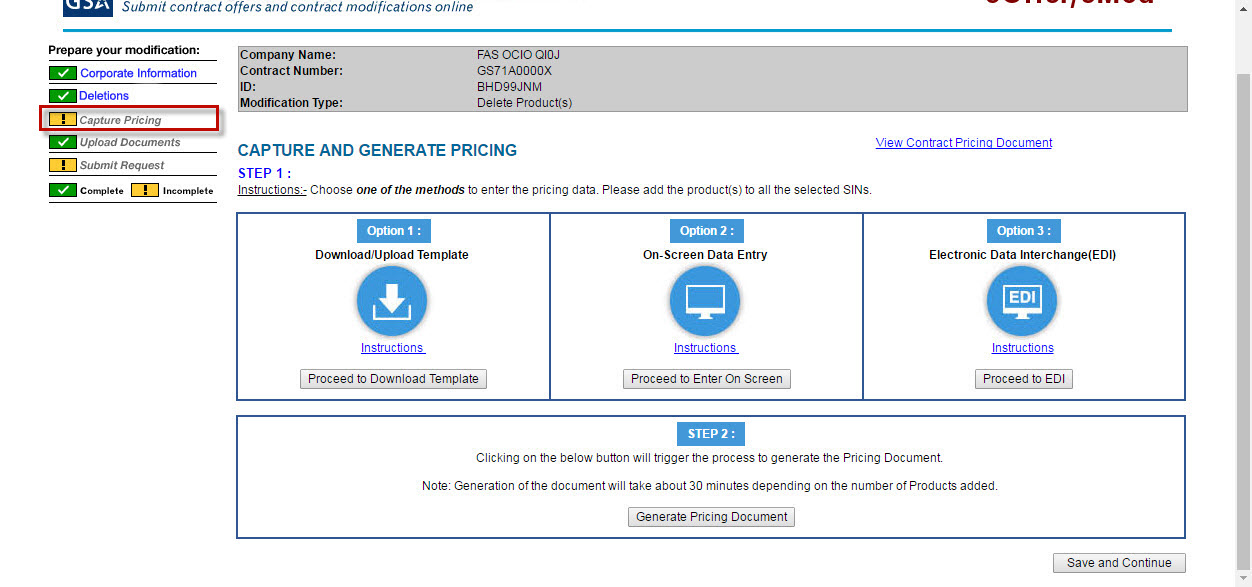 GSA Submit contract offers and contract modifications online
eOffer/eMod
Prepare your modification:
Corporate Information
Deletions
! Capture Pricing
Upload Documents
! Submit Request
Complete ! Incomplete
Company Name: FAS OCIO QI0J
Contract Number: GS71A0000X
ID: BHD99JNM
Modification Type: Delete Product(s)
CAPTURE AND GENERATE PRICING
View Contract Pricing Document
STEP 1 :
Instructions:- Choose one of the methods to enter the pricing data. Please add the product(s) to all the selected SINs.
Option 1 :
Download/Upload Template
Instructions
Proceed to Download Template
Option 2 :
On-Screen Data Entry
Instructions
Proceed to Enter On Screen
Option 3 :
Electronic Data Interchange(EDI)
EDI
Instructions
Proceed to EDI
STEP 2 :
Clicking on the below button will trigger the process to generate the Pricing Document.
Note: Generation of the document will take about 30 minutes depending on the number of Products added.
Generate Pricing Document
Save and Continue